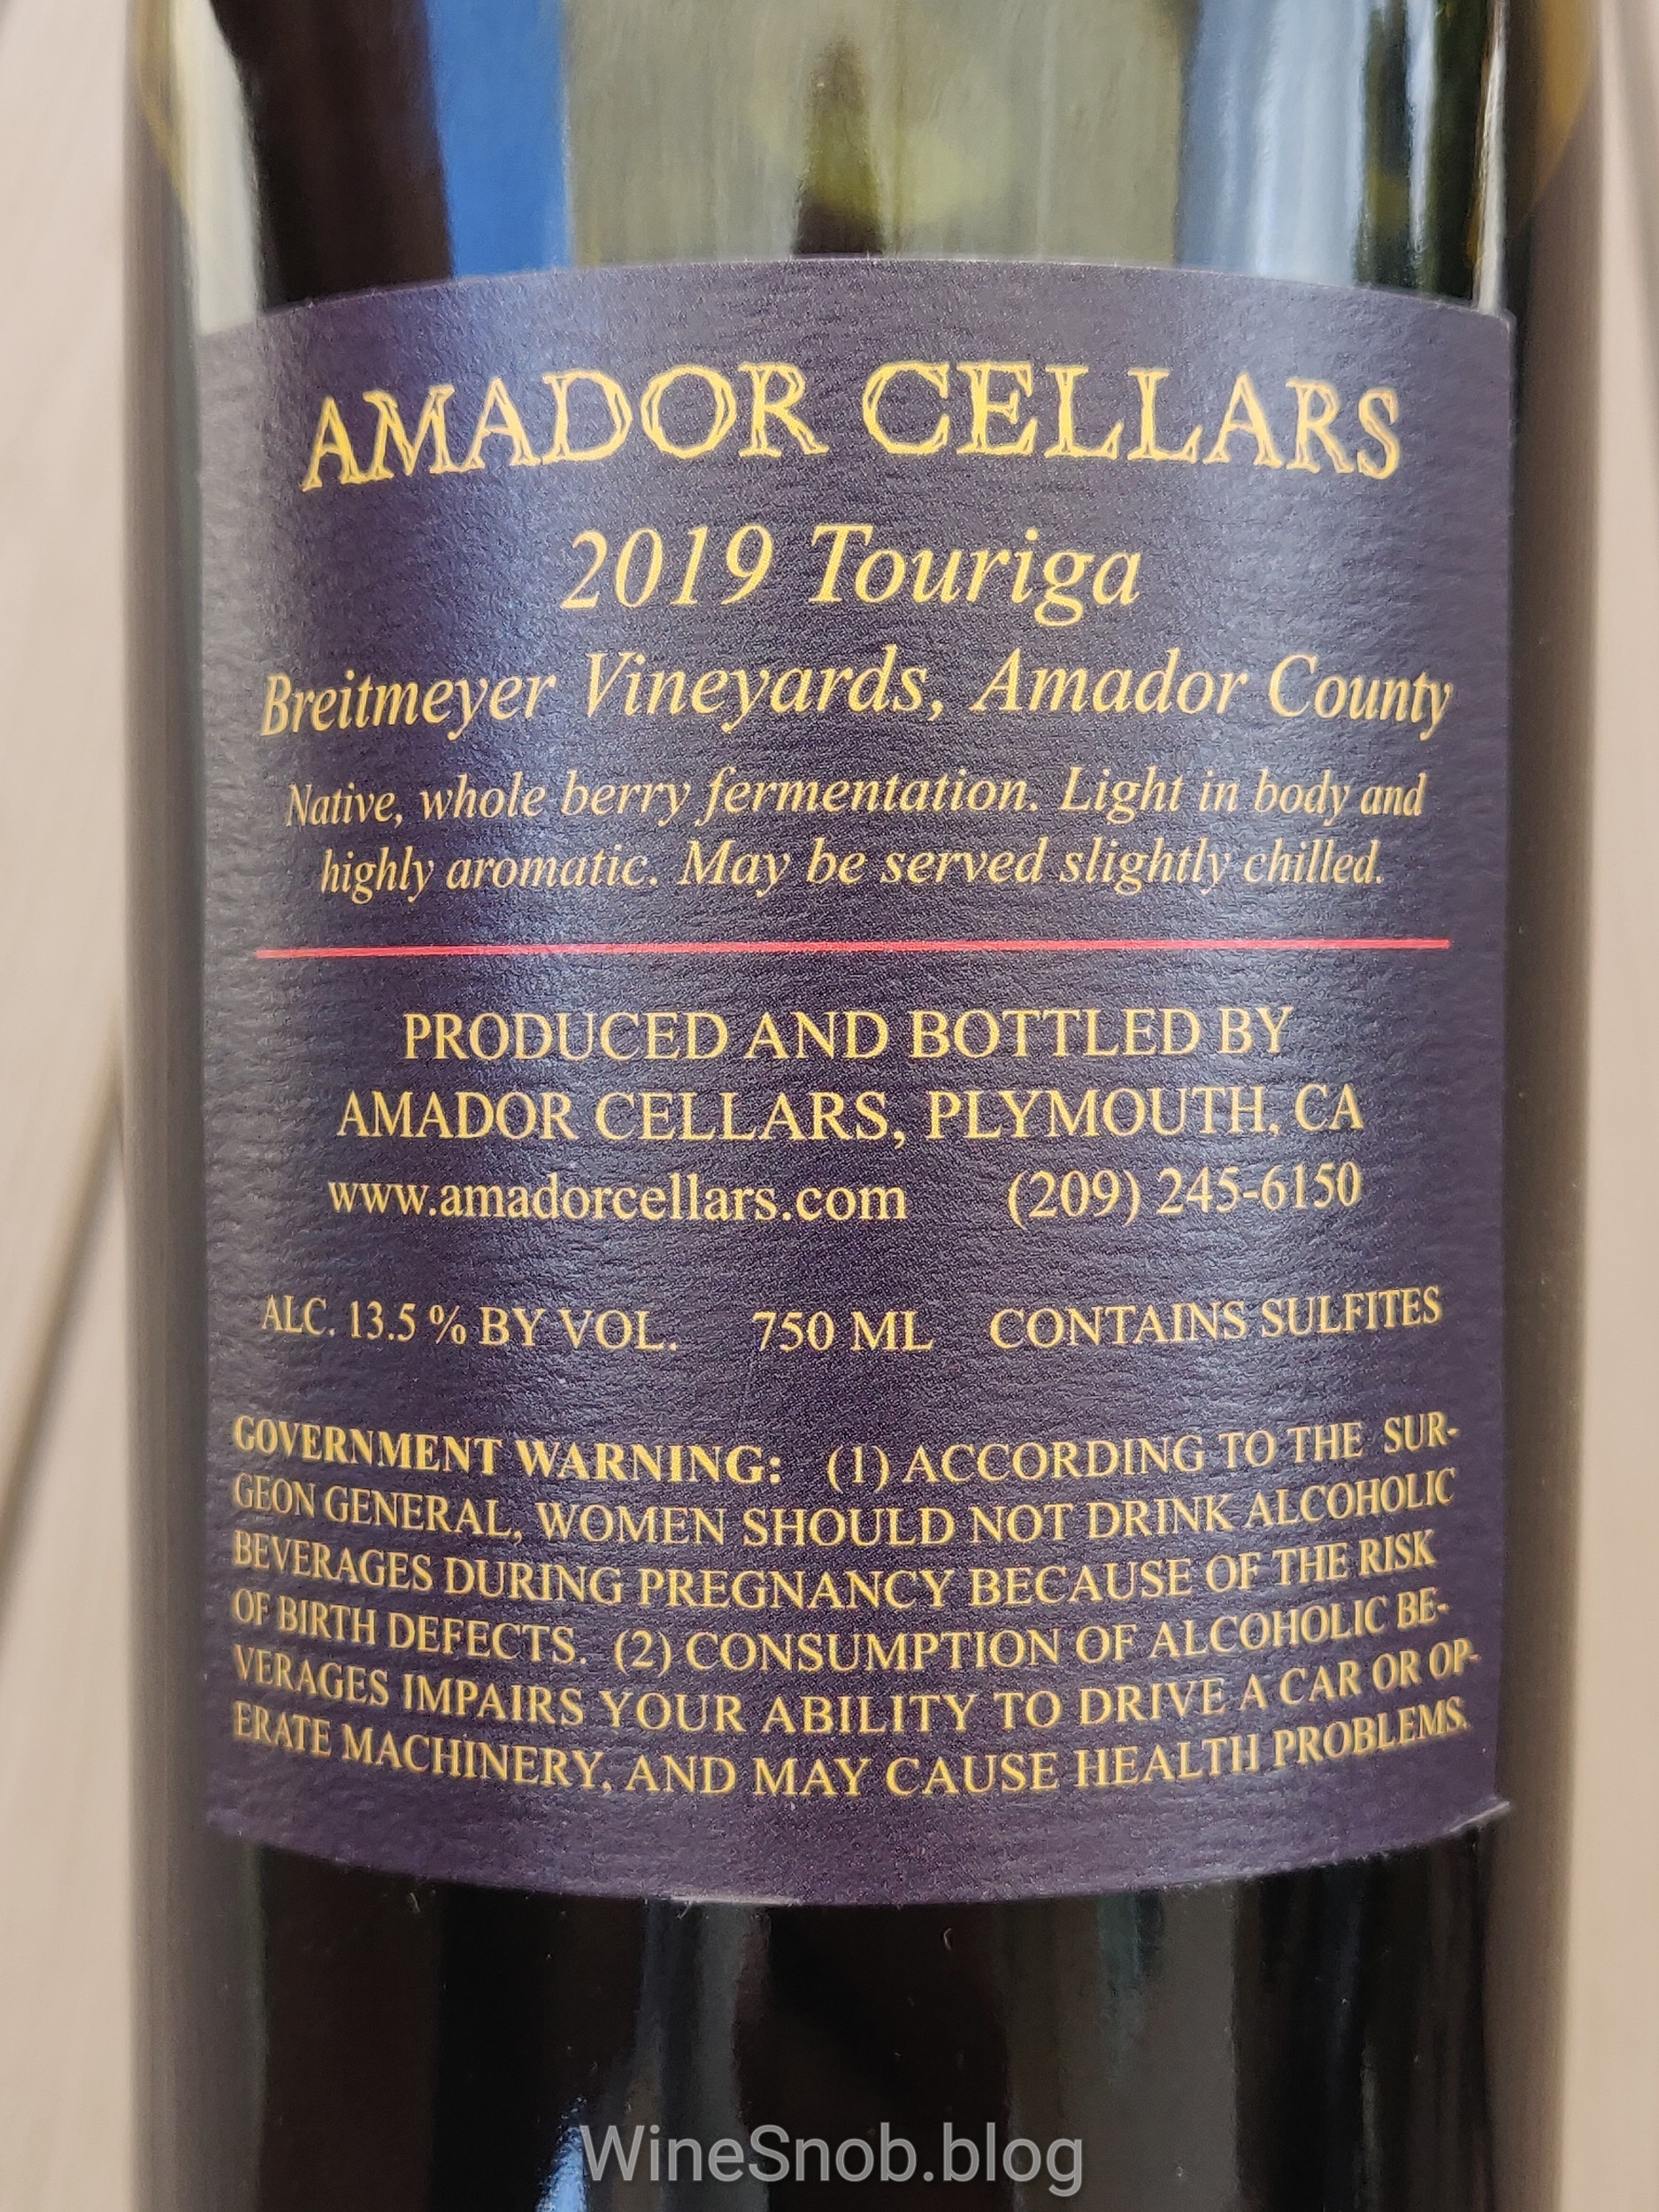 AMADOR CELLARS
2019 Touriga
Breitmeyer Vineyards, Amador County
Native, whole berry fermentation. Light in body and
highly aromatic. May be served slightly chilled.
PRODUCED AND BOTTLED BY
AMADOR CELLARS, PLYMOUTH, CA
www.amadorcellars.com (209) 245-6150
ALC. 13.5 % BY VOL. 750 ML CONTAINS SULFITES
GOVERNMENT WARNING: (1) ACCORDING TO THE SUR-
GEON GENERAL, WOMEN SHOULD NOT DRINK ALCOHOLIC
BEVERAGES DURING PREGNANCY BECAUSE OF THE RISK
OF BIRTH DEFECTS. (2) CONSUMPTION OF ALCOHOLIC BE-
VERAGES IMPAIRS YOUR ABILITY TO DRIVE A CAR OR OP-
ERATE MACHINERY, AND MAY CAUSE HEALTH PROBLEMS.
WineSnob.blog